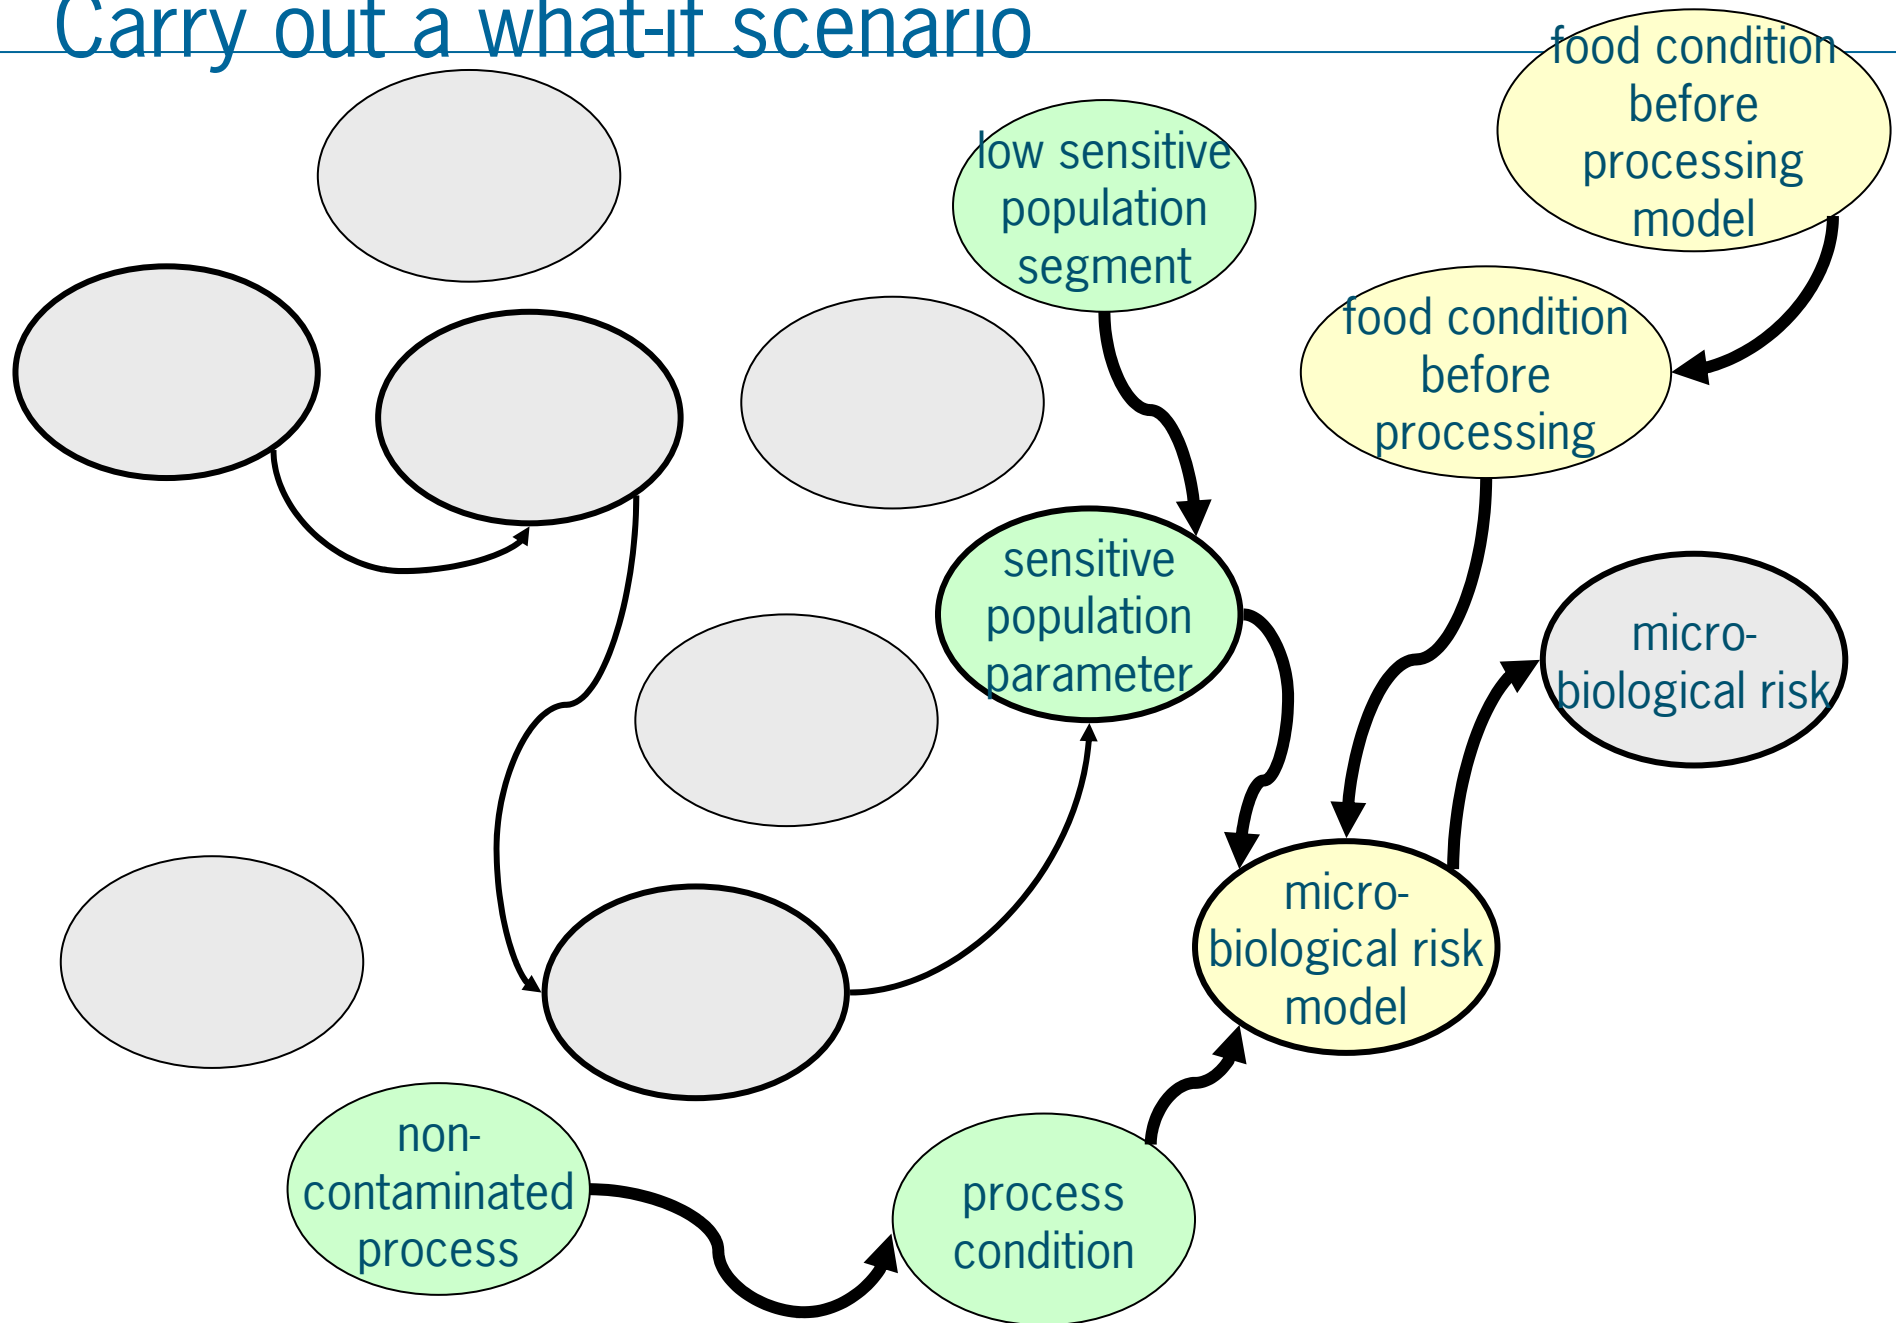 Carry out a what-if scenario
food condition
before
processing
model
low sensitive
population
segment
food condition
before
processing
sensitive
population
parameter
micro-
biological risk
micro-
biological risk
model
non-
contaminated
process
process
condition